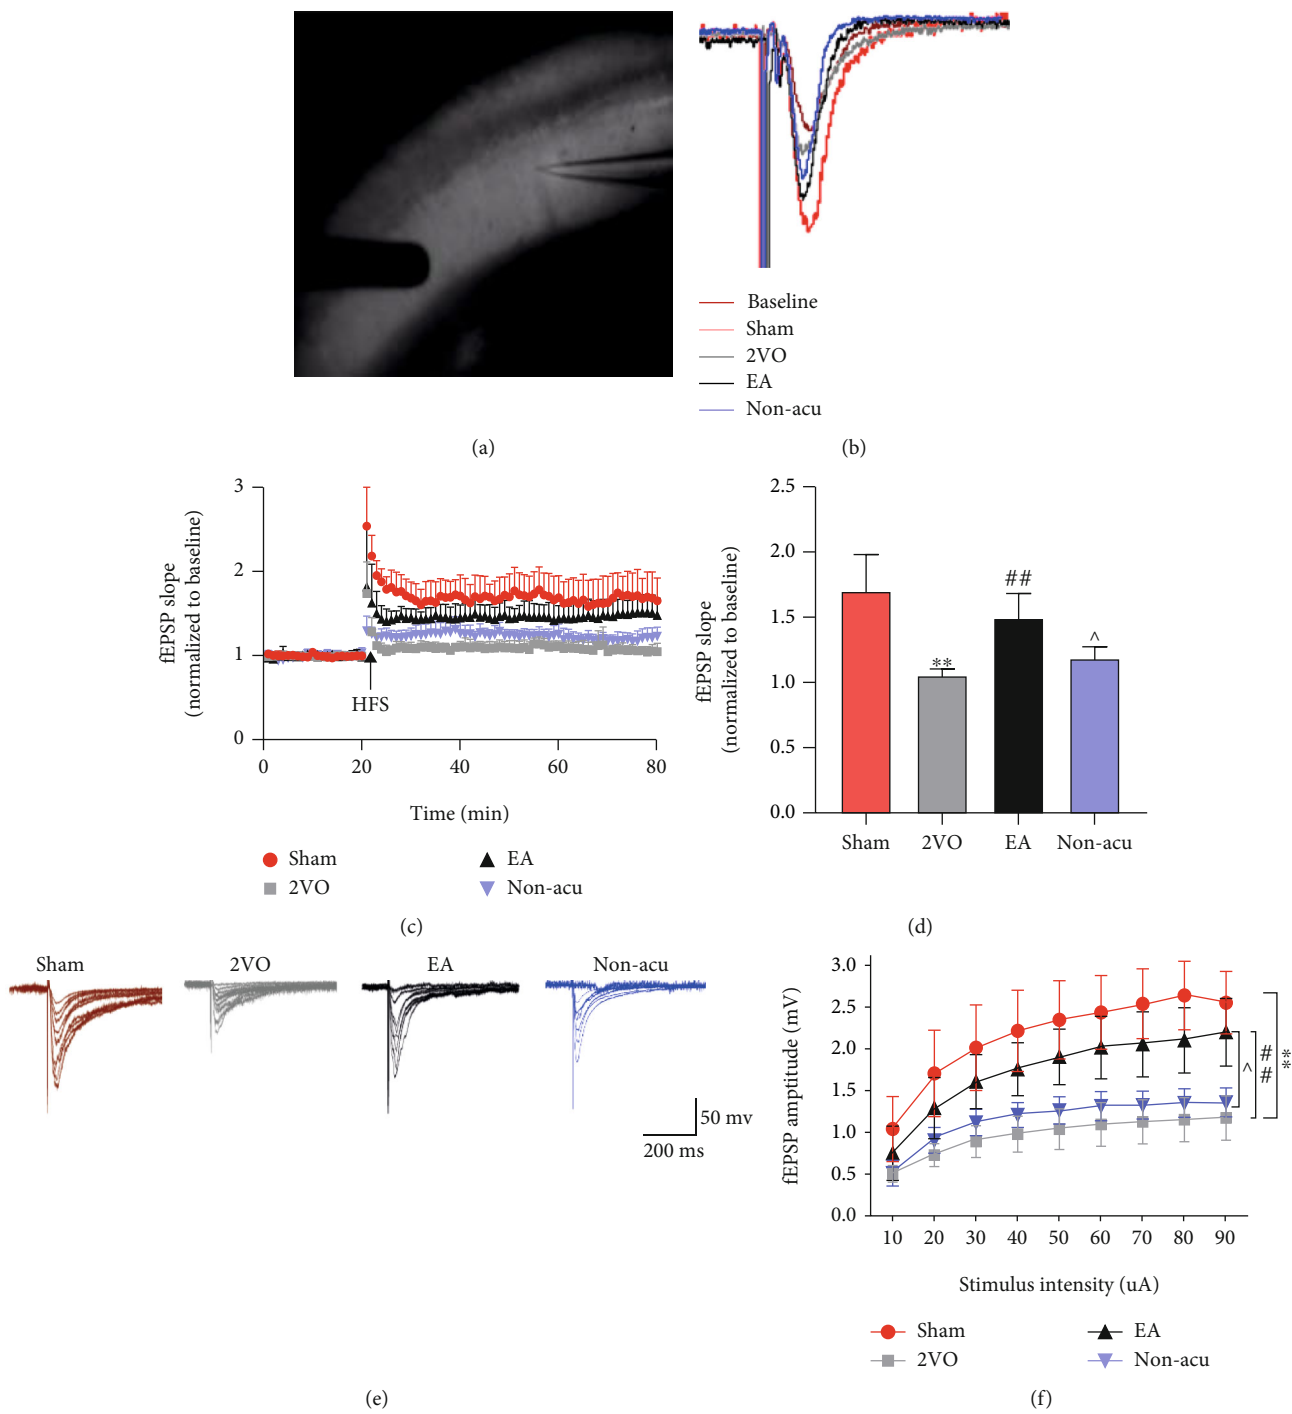 Baseline
Sham
2VO
EA
Non-acu
(a)
(b)
fEPSP slope
(normalized to baseline)
3
2
1
0
HFS
0
20
40
60
80
Time (min)
Sham
EA
2VO
Non-acu
(c)
fEPSP slope
(normalized to baseline)
2.5
2.0
1.5
1.0
0.5
0.0
**
##
^
Sham
2VO
EA
Non-acu
(d)
Sham
2VO
EA
Non-acu
50 mv
200 ms
(e)
fEPSP amptitude (mV)
3.0
2.5
2.0
1.5
1.0
0.5
0.0
^
##
**
10
20
30
40
50
60
70
80
90
Stimulus intensity (uA)
Sham
EA
2VO
Non-acu
(f)